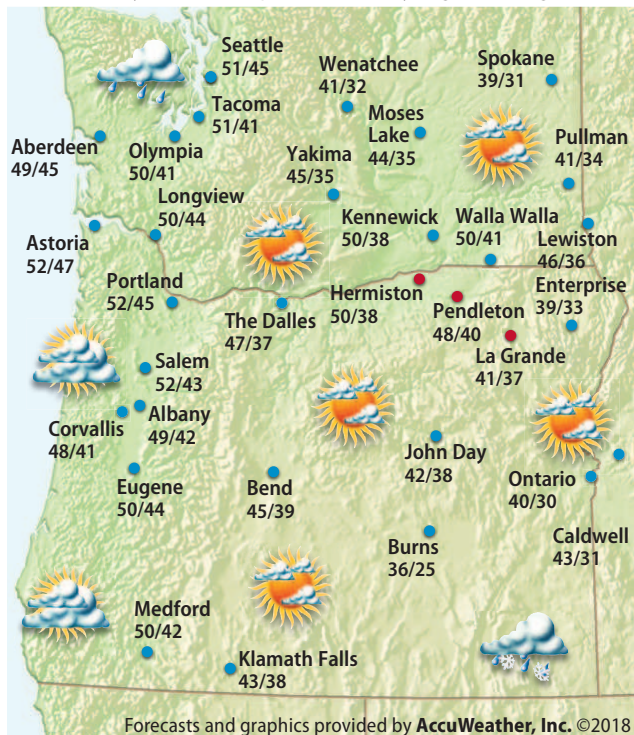 Seattle
51/45
Tacoma
51/41
Wenatchee
41/32
Spokane
39/31
Moses
Lake
44/35
Pullman
41/34
Aberdeen
49/45
Olympia
50/41
Yakima
45/35
Longview
50/44
Kennewick
50/38
Walla Walla
50/41
Lewiston
46/36
Astoria
52/47
Portland
52/45
The Dalles
47/37
Hermiston
50/38
Pendleton
48/40
Enterprise
39/33
La Grande
41/37
Salem
52/43
Albany
49/42
Corvallis
48/41
Eugene
50/44
Bend
45/39
John Day
42/38
Ontario
40/30
Caldwell
43/31
Burns
36/25
Medford
50/42
Klamath Falls
43/38
Forecasts and graphics provided by AccuWeather, Inc. ©2018